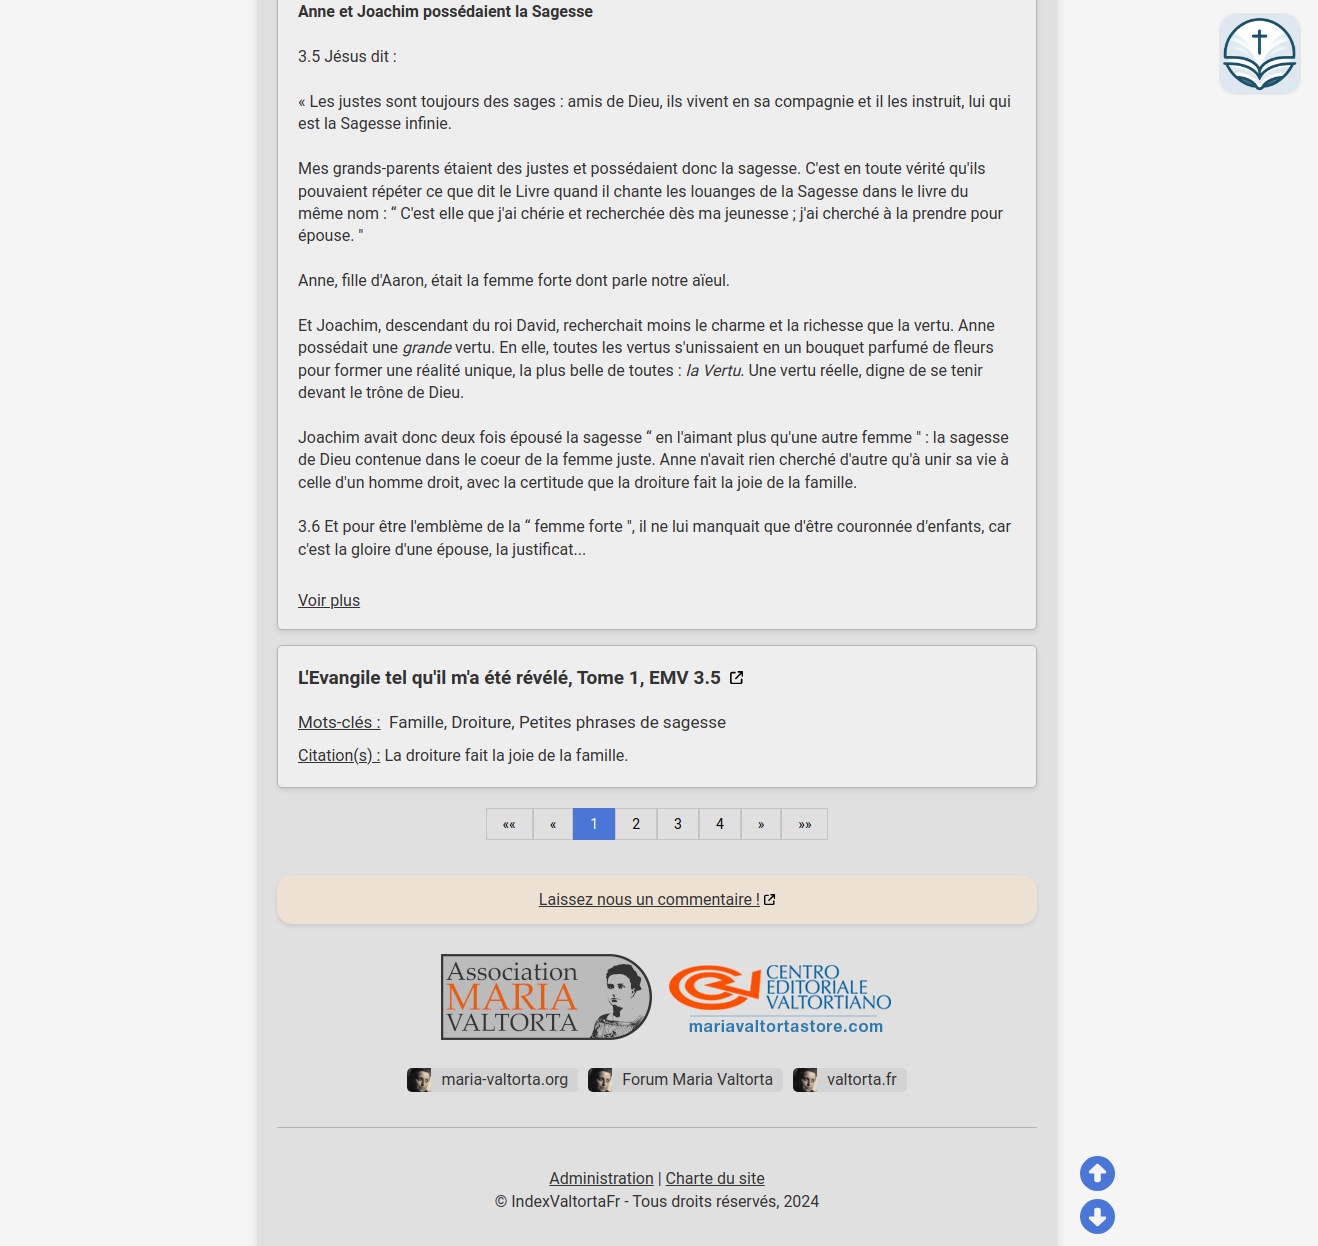 Anne et Joachim possédaient la Sagesse
3.5 Jésus dit :
« Les justes sont toujours des sages : amis de Dieu, ils vivent en sa compagnie et il les instruit, lui qui
est la Sagesse infinie.
Mes grands-parents étaient des justes et possédaient donc la sagesse. C'est en toute vérité qu'ils
pouvaient répéter ce que dit le Livre quand il chante les louanges de la Sagesse dans le livre du
même nom : “ C'est elle que j'ai chérie et recherchée dès ma jeunesse ; j'ai cherché à la prendre pour
épouse. "
Anne, fille d'Aaron, était la femme forte dont parle notre aïeul.
Et Joachim, descendant du roi David, recherchait moins le charme et la richesse que la vertu. Anne
possédait une grande vertu. En elle, toutes les vertus s'unissaient en un bouquet parfumé de fleurs
pour former une réalité unique, la plus belle de toutes : la Vertu. Une vertu réelle, digne de se tenir
devant le trône de Dieu.
Joachim avait donc deux fois épousé la sagesse “ en l'aimant plus qu'une autre femme " : la sagesse
de Dieu contenue dans le coeur de la femme juste. Anne n'avait rien cherché d'autre qu'à unir sa vie à
celle d'un homme droit, avec la certitude que la droiture fait la joie de la famille.
3.6 Et pour être l'emblème de la “ femme forte ", il ne lui manquait que d'être couronnée d'enfants, car
c'est la gloire d'une épouse, la justificat...
Voir plus
L'Evangile tel qu'il m'a été révélé, Tome 1, EMV 3.5
Mots-clés : Famille, Droiture, Petites phrases de sagesse
Citation(s) : La droiture fait la joie de la famille.
«« « 1 2 3 4 » »»
Laissez nous un commentaire !
Association
MARIA
VALTORTA
CENTRO
EDITORIALE
VALTORTIANO
mariavaltortastore.com
maria-valtorta.org Forum Maria Valtorta valtorta.fr
Administration | Charte du site
© IndexValtortaFr - Tous droits réservés, 2024